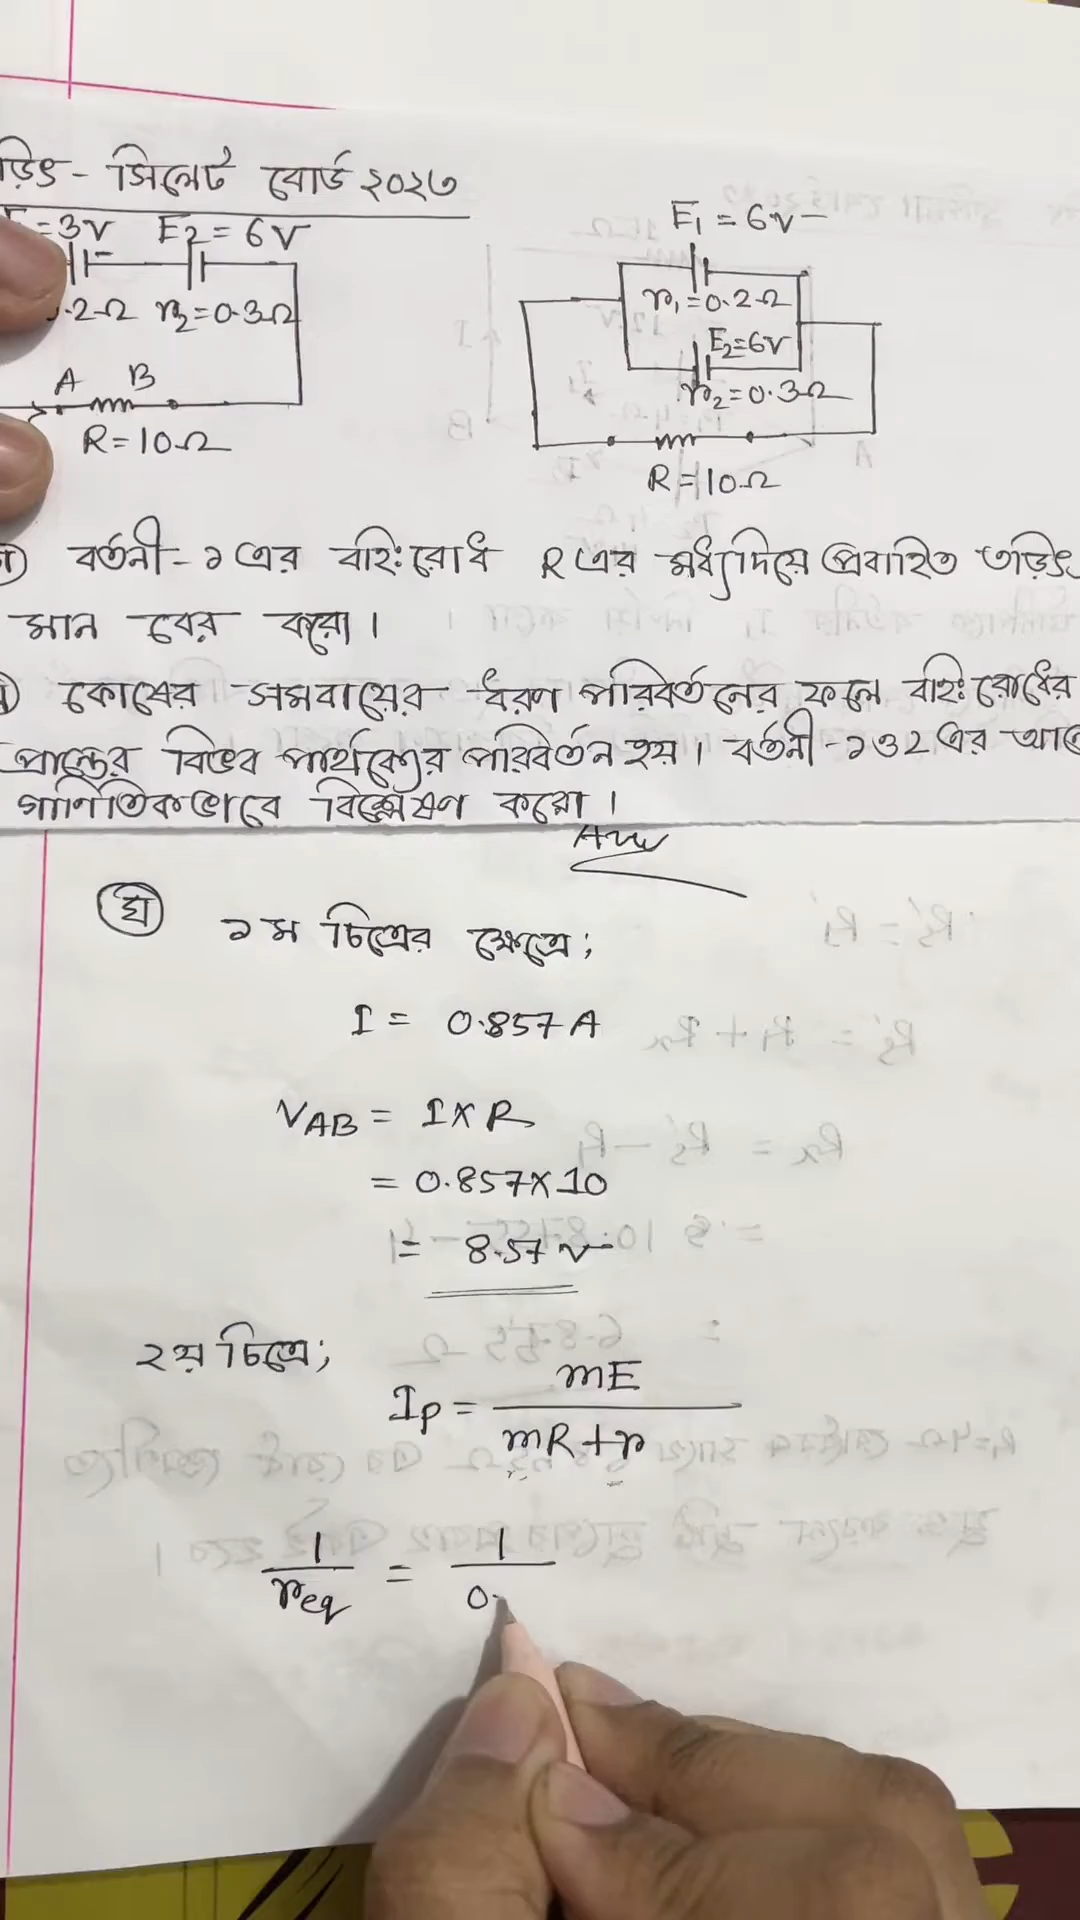 সিলেট বোর্ড ২০২৩
=3V E2 = 6V
.2Ω r2=0.3Ω
A B
R=10Ω
E1 = 6V
r1=0.2Ω
E2=6V
r2=0.3Ω
R=10Ω
বর্তনী-১ এর বহিঃরোধ R এর মধ্যদিয়ে প্রবাহিত তড়িৎ
মান বের করো।
কোষের সমবায়ের ধরণ পরিবর্তনের ফলে বহিঃরোধের
প্রান্তের বিভব পার্থক্যের পরিবর্তন হয়। বর্তনী-১ও২ এর
গাণিতিকভাবে বিশ্লেষণ করো।
Ans
ঘ ১ম চিত্রের ক্ষেত্রে;
I = 0.857A
VAB = I×R
= 0.857×10
= 8.57 V
২য় চিত্রে;
Ip = mE / mR+r
1/req = 1/0.